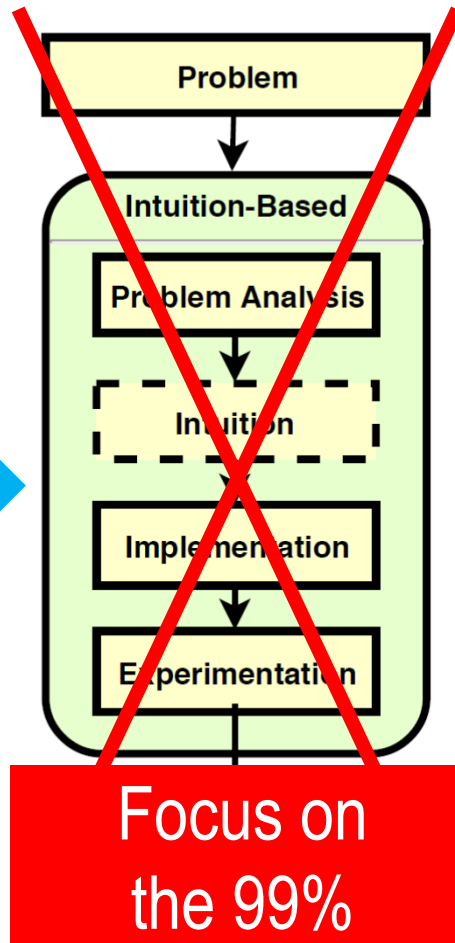 Problem
Intuition-Based
Problem Analysis
Intuition
Implementation
Experimentation
Focus on
the 99%